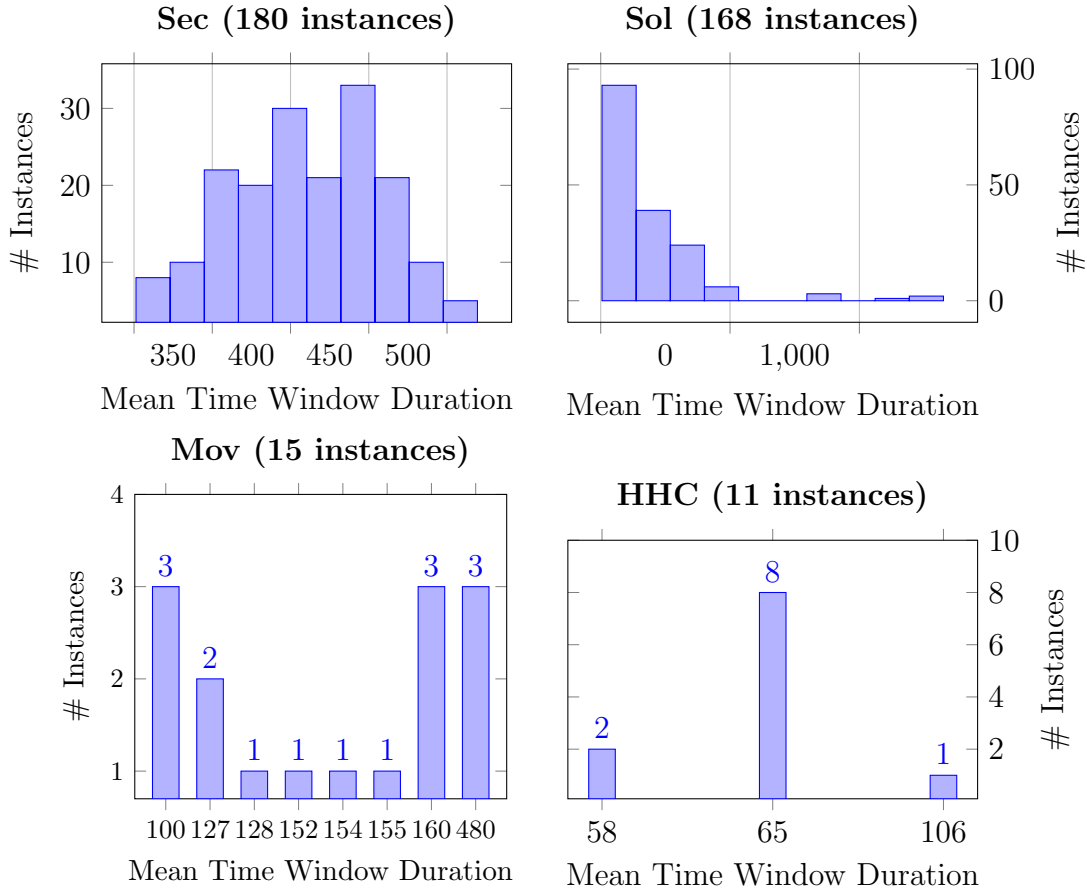 Sec (180 instances)
# Instances
30
20
10
350 400 450 500
Mean Time Window Duration
Sol (168 instances)
100
50
0
# Instances
0 1,000
Mean Time Window Duration
Mov (15 instances)
# Instances
4
3
2
1
3 2 1 1 1 1 3 3
100 127 128 152 154 155 160 480
Mean Time Window Duration
HHC (11 instances)
10
8
6
4
2
# Instances
2 8 1
58 65 106
Mean Time Window Duration